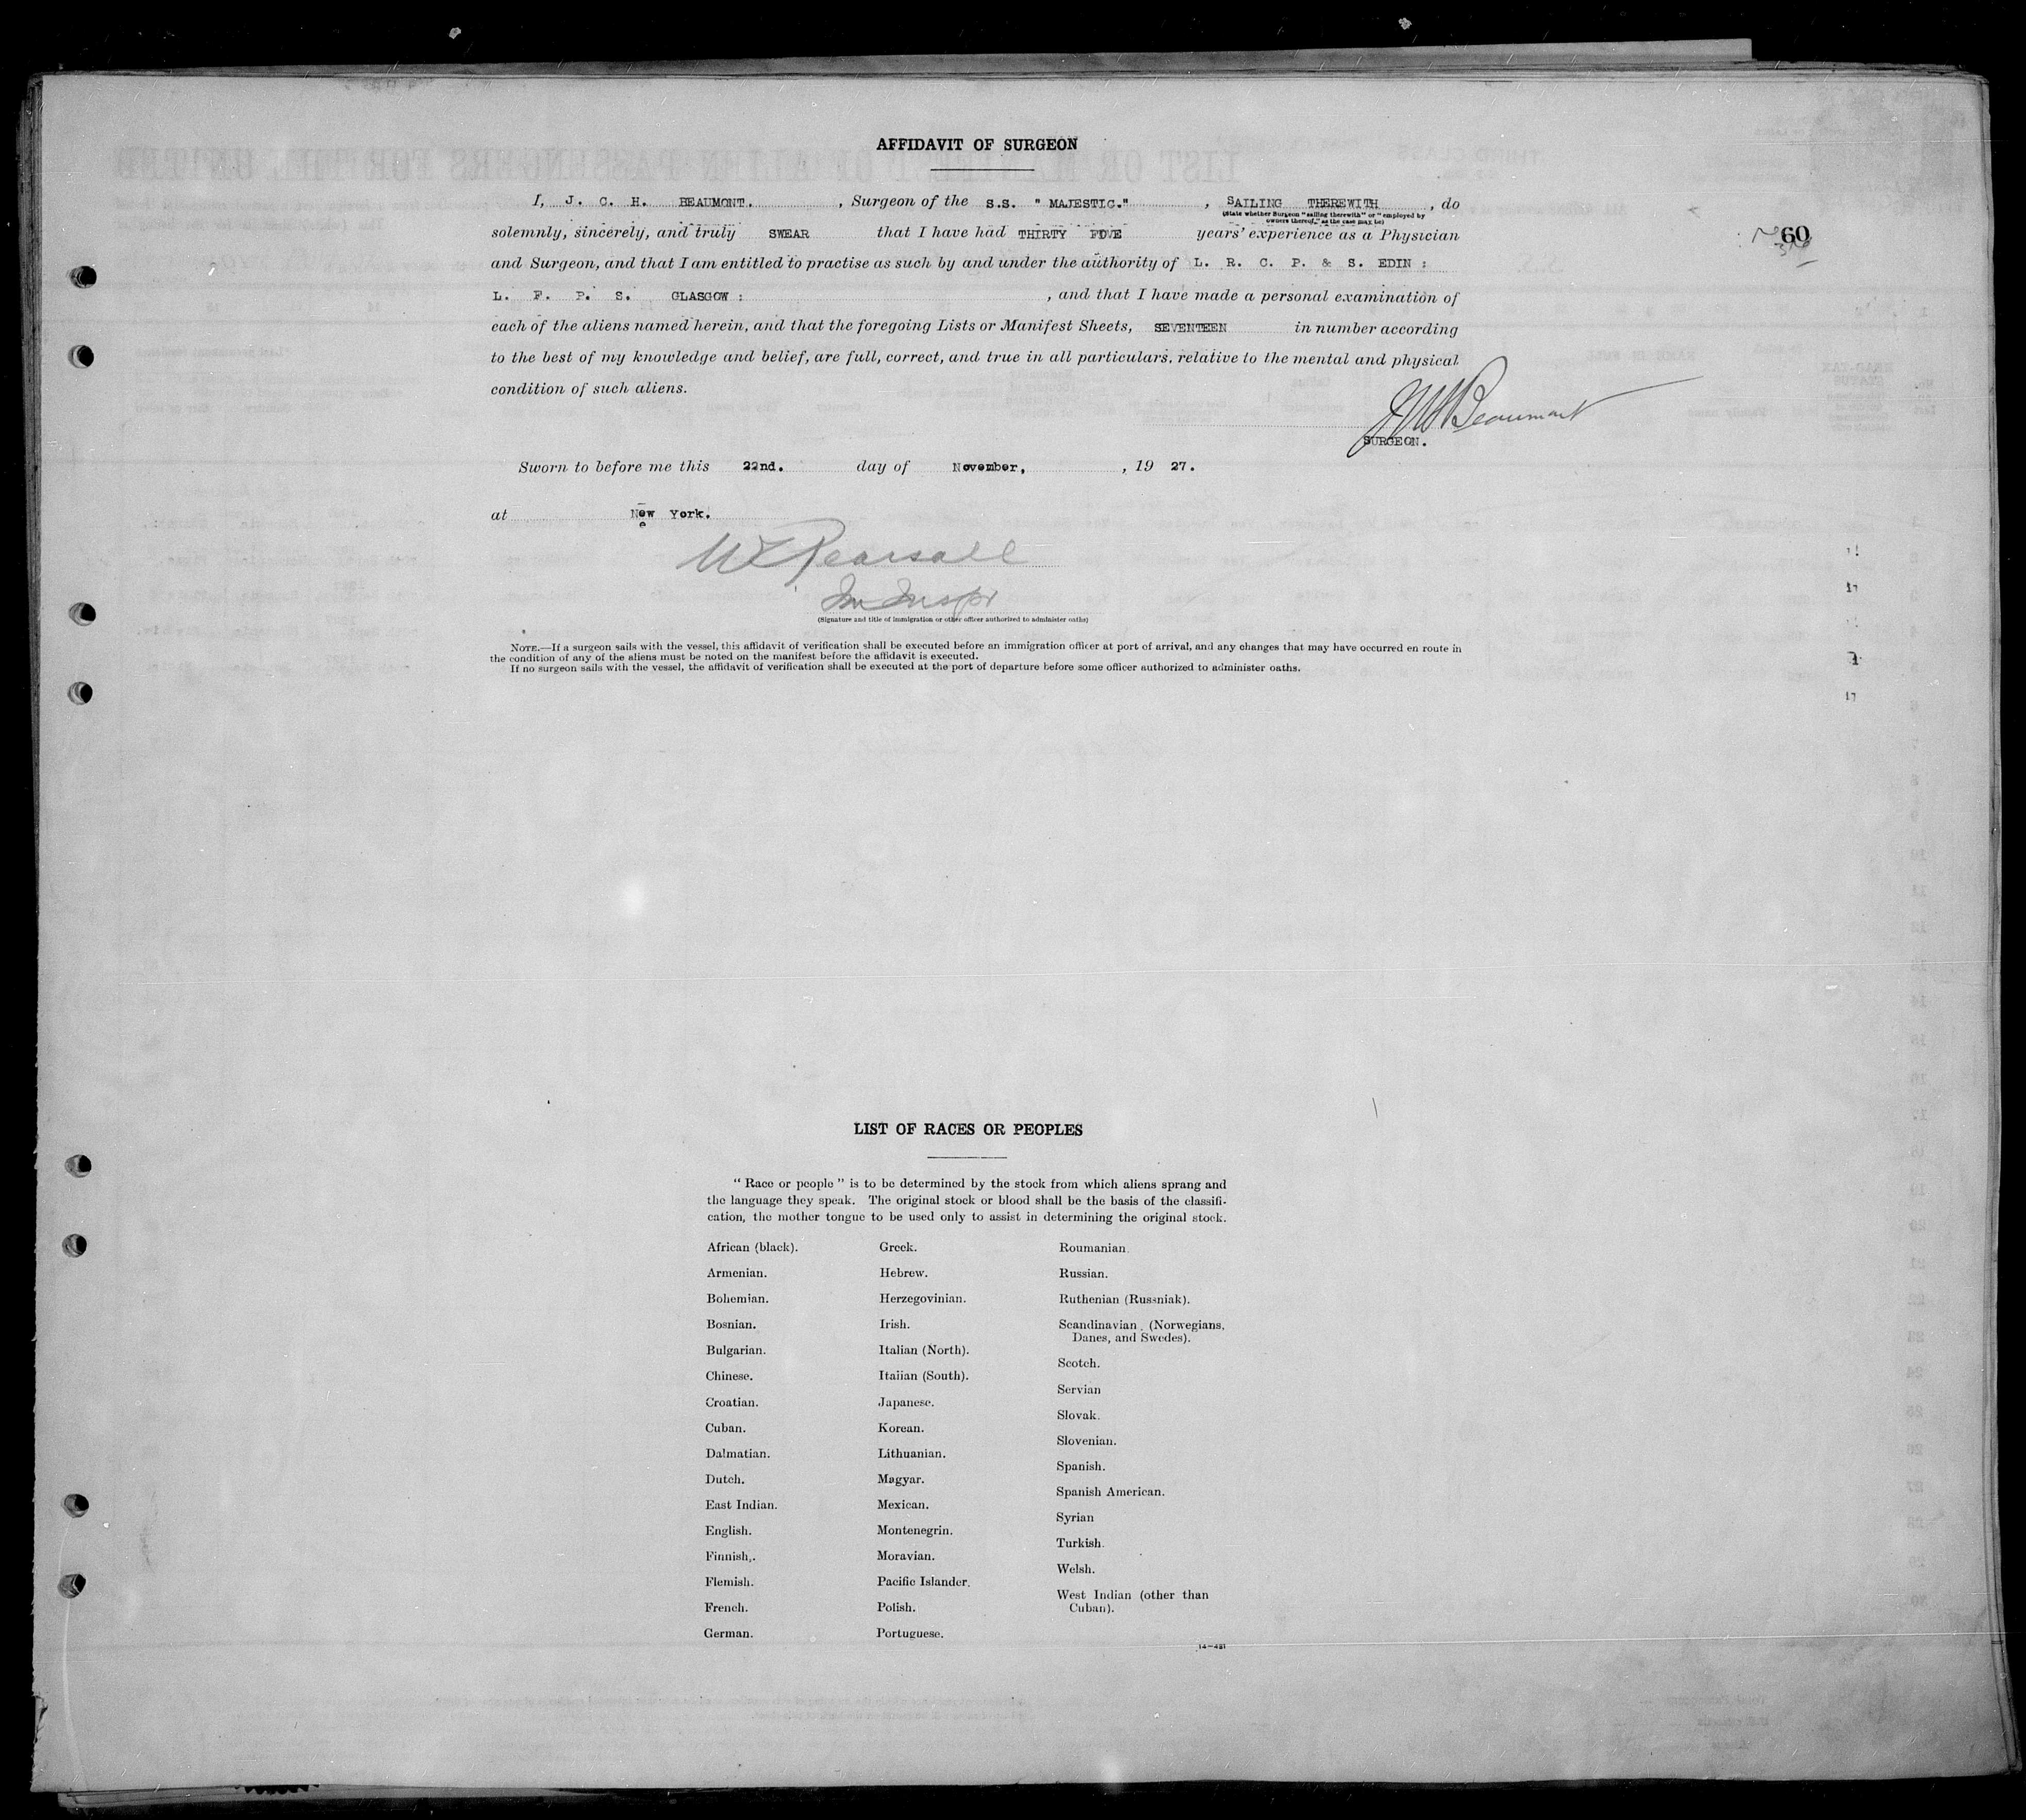 AFFIDAVIT OF SURGEON
I, J. C. H. BEAUMONT. , Surgeon of the S.S. " MAJESTIC." , SAILING THEREWITH , do
(State whether Surgeon "sailing therewith" or "employed by
owners thereof," as the case may be)
60
solemnly, sincerely, and truly SWEAR that I have had THIRTY FIVE years' experience as a Physician
and Surgeon, and that I am entitled to practise as such by and under the authority of L. R. C. P. & S. EDIN :
L. F. P. S. GLASGOW : , and that I have made a personal examination of
each of the aliens named herein, and that the foregoing Lists or Manifest Sheets, SEVENTEEN in number according
to the best of my knowledge and belief, are full, correct, and true in all particulars, relative to the mental and physical
condition of such aliens.
Beaumont
SURGEON.
Sworn to before me this 22nd. day of November, , 19 27.
at New York.
W E Pearsall
Im Inspr
(Signature and title of immigration or other officer authorized to administer oaths)
NOTE.—If a surgeon sails with the vessel, this affidavit of verification shall be executed before an immigration officer at port of arrival, and any changes that may have occurred en route in
the condition of any of the aliens must be noted on the manifest before the affidavit is executed.
If no surgeon sails with the vessel, the affidavit of verification shall be executed at the port of departure before some officer authorized to administer oaths.
LIST OF RACES OR PEOPLES
" Race or people " is to be determined by the stock from which aliens sprang and
the language they speak. The original stock or blood shall be the basis of the classifi-
cation, the mother tongue to be used only to assist in determining the original stock.
African (black).
Armenian.
Bohemian.
Bosnian.
Bulgarian.
Chinese.
Croatian.
Cuban.
Dalmatian.
Dutch.
East Indian.
English.
Finnish.
Flemish.
French.
German.
Greek.
Hebrew.
Herzegovinian.
Irish.
Italian (North).
Italian (South).
Japanese.
Korean.
Lithuanian.
Magyar.
Mexican.
Montenegrin.
Moravian.
Pacific Islander.
Polish.
Portuguese.
Roumanian.
Russian.
Ruthenian (Russniak).
Scandinavian (Norwegians,
Danes, and Swedes).
Scotch.
Servian
Slovak.
Slovenian.
Spanish.
Spanish American.
Syrian
Turkish.
Welsh.
West Indian (other than
Cuban).
14—431